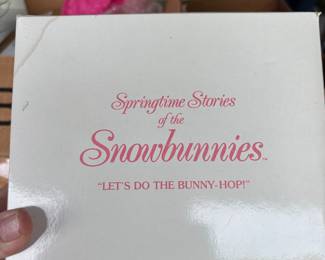 Springtime Stories
of the
Snowbunnies™
"LET'S DO THE BUNNY-HOP!"